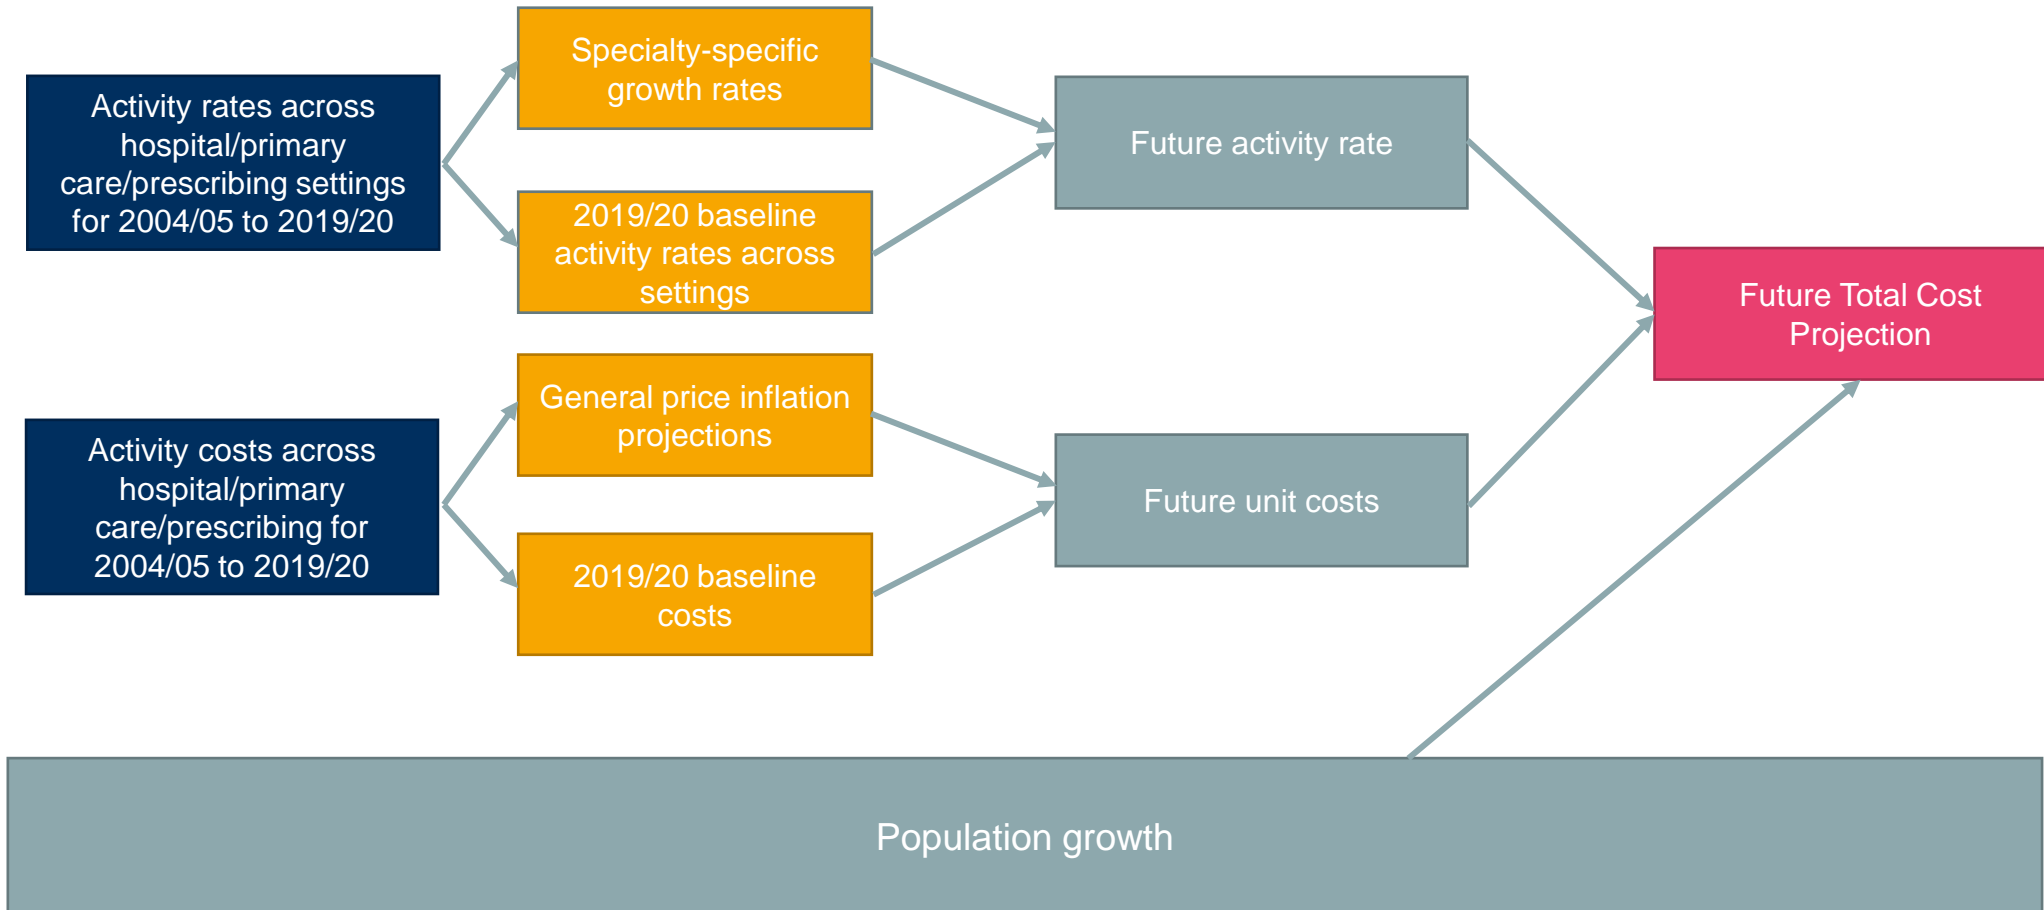 Specialty-specific
growth rates
Activity rates across
hospital/primary
care/prescribing settings
for 2004/05 to 2019/20
Future activity rate
2019/20 baseline
activity rates across
settings
Future Total Cost
Projection
General price inflation
projections
Activity costs across
hospital/primary
care/prescribing for
2004/05 to 2019/20
Future unit costs
2019/20 baseline
costs
Population growth